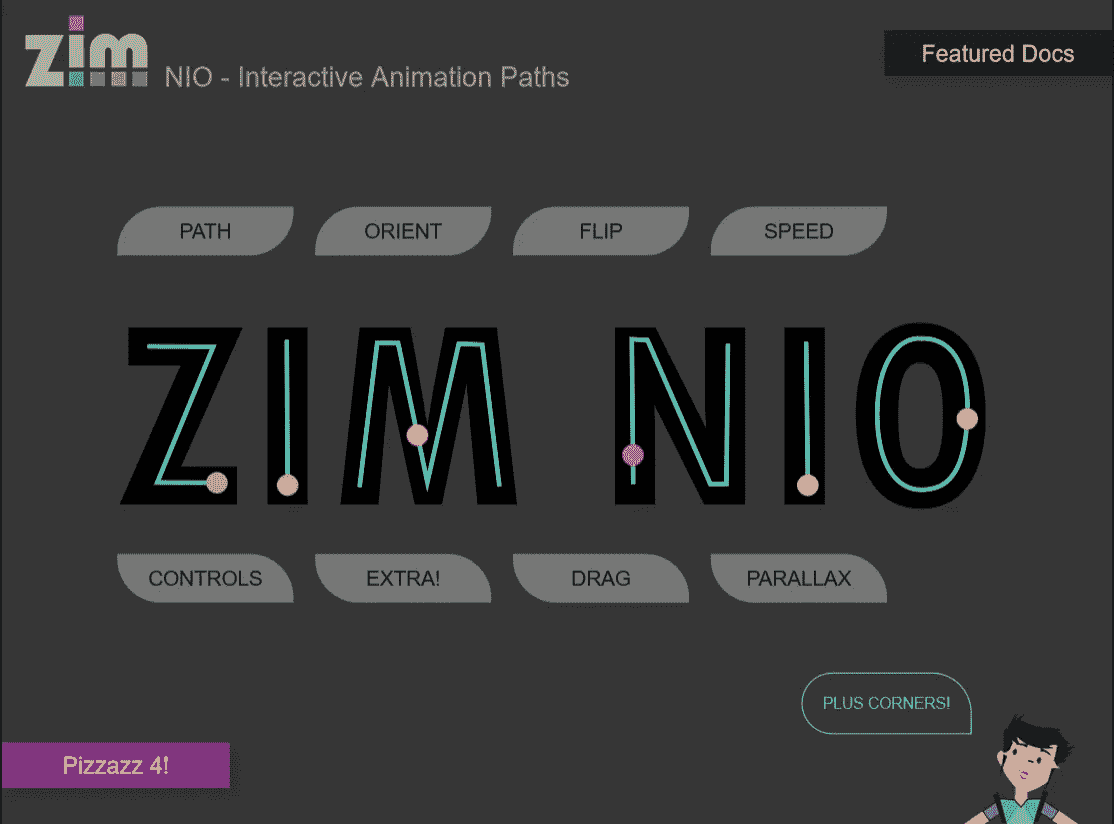 zim
NIO - Interactive Animation Paths
Featured Docs
PATH
ORIENT
FLIP
SPEED
ZIM NIO
CONTROLS
EXTRA!
DRAG
PARALLAX
PLUS CORNERS!
Pizzazz 4!